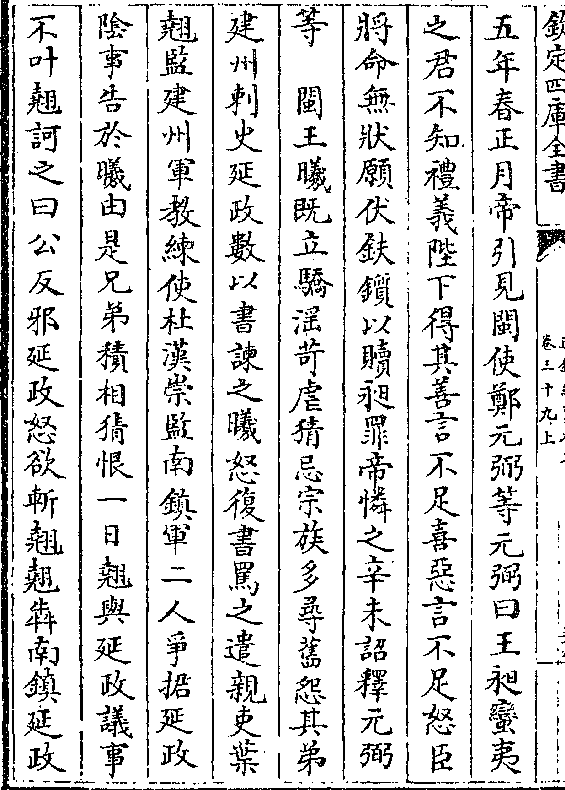 欽定四庫全書
卷三十九上
五年春正月帝引見閩使鄭元弼等元弼曰王昶蠻夷
之君不知禮義陛下得其善言不足喜惡言不足怒臣
將命無狀願伏鈇鑕以贖昶罪帝憐之辛未詔釋元弼
等　閩王曦既立驕淫苛虐猜忌宗族多尋舊怨其弟
建州刺史延政數以書諫之曦怒復書罵之遣親吏葉
翹監建州軍教練使杜漢崇監南鎮軍二人爭捃延政
陰事告於曦由是兄弟積相猜恨一日翹與延政議事
不叶翹訶之曰公反邪延政怒欲斬翹翹犇南鎮延政